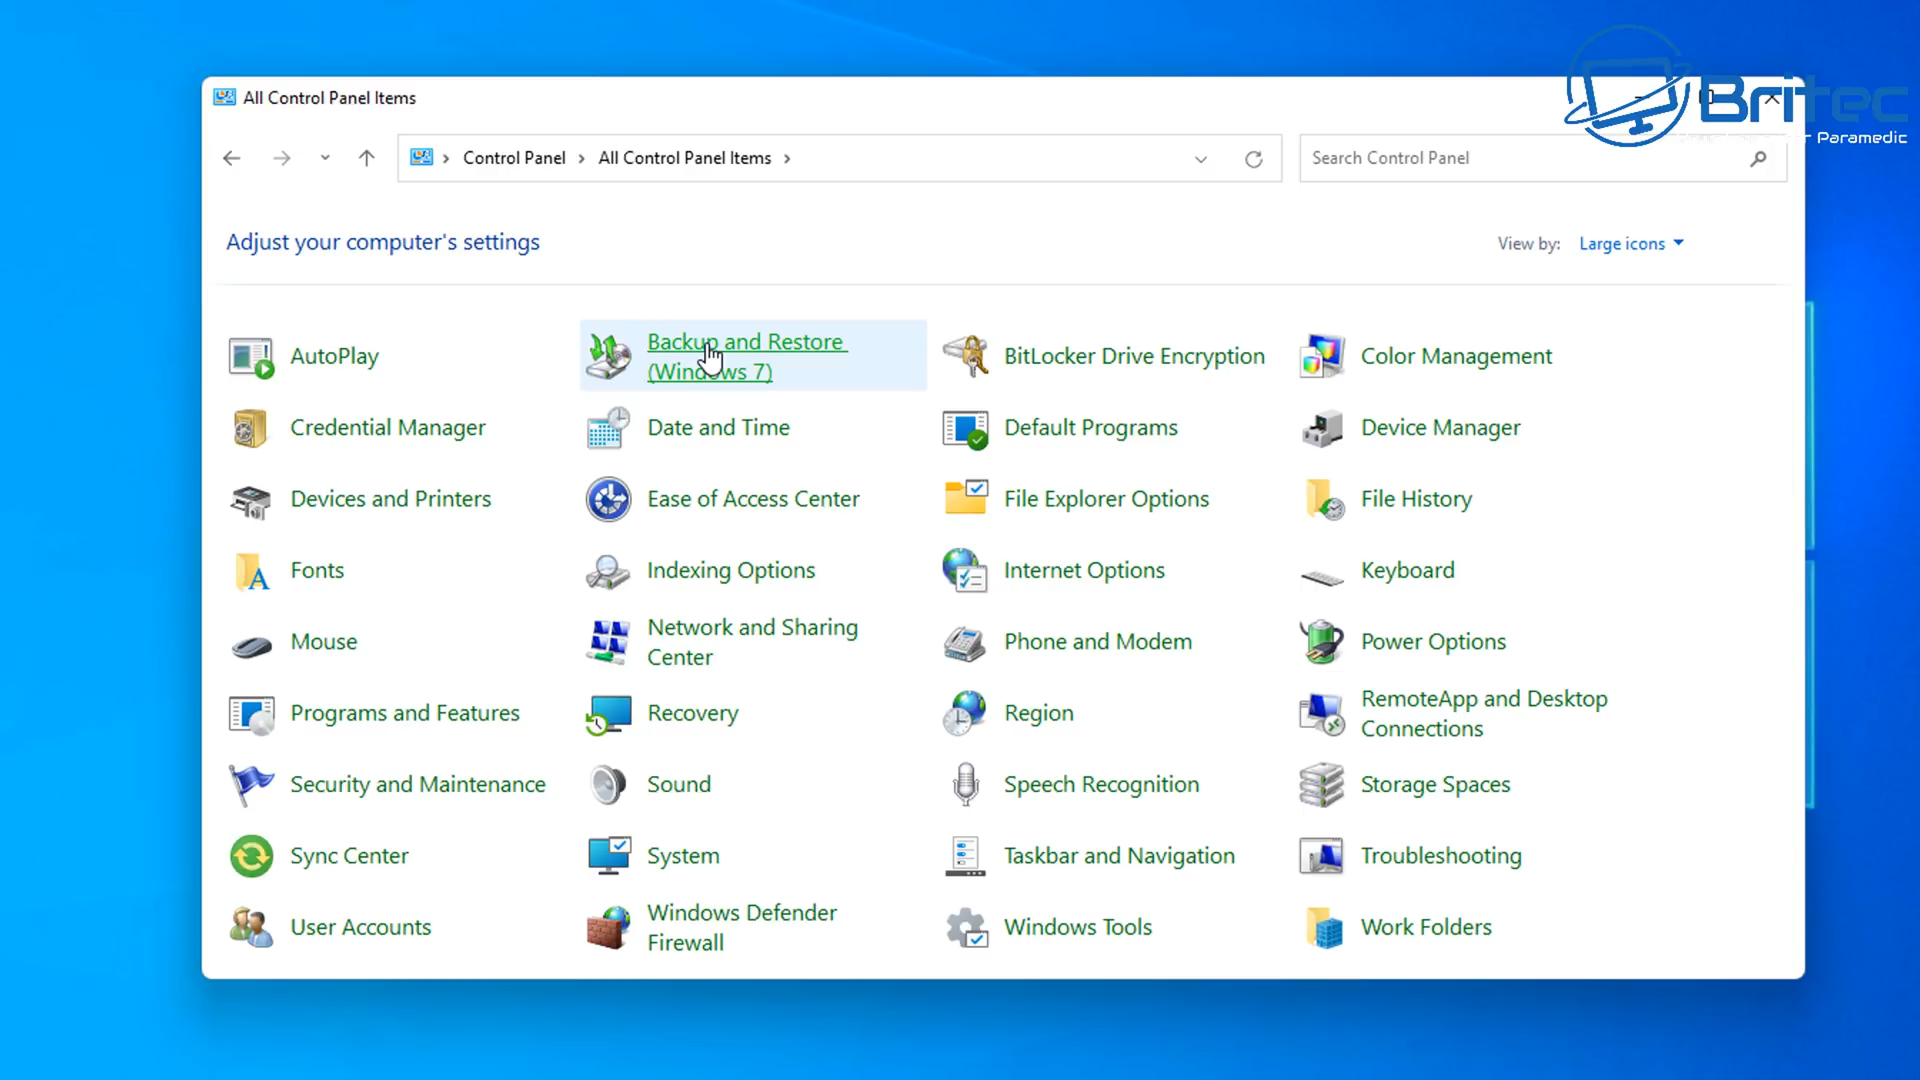 All Control Panel Items
Britec
r Paramedic
Control Panel All Control Panel Items
Search Control Panel
Adjust your computer's settings
View by: Large icons
AutoPlay
Backup and Restore
(Windows 7)
BitLocker Drive Encryption
Color Management
Credential Manager
Date and Time
Default Programs
Device Manager
Devices and Printers
Ease of Access Center
File Explorer Options
File History
Fonts
Indexing Options
Internet Options
Keyboard
Mouse
Network and Sharing
Center
Phone and Modem
Power Options
Programs and Features
Recovery
Region
RemoteApp and Desktop
Connections
Security and Maintenance
Sound
Speech Recognition
Storage Spaces
Sync Center
System
Taskbar and Navigation
Troubleshooting
User Accounts
Windows Defender
Firewall
Windows Tools
Work Folders